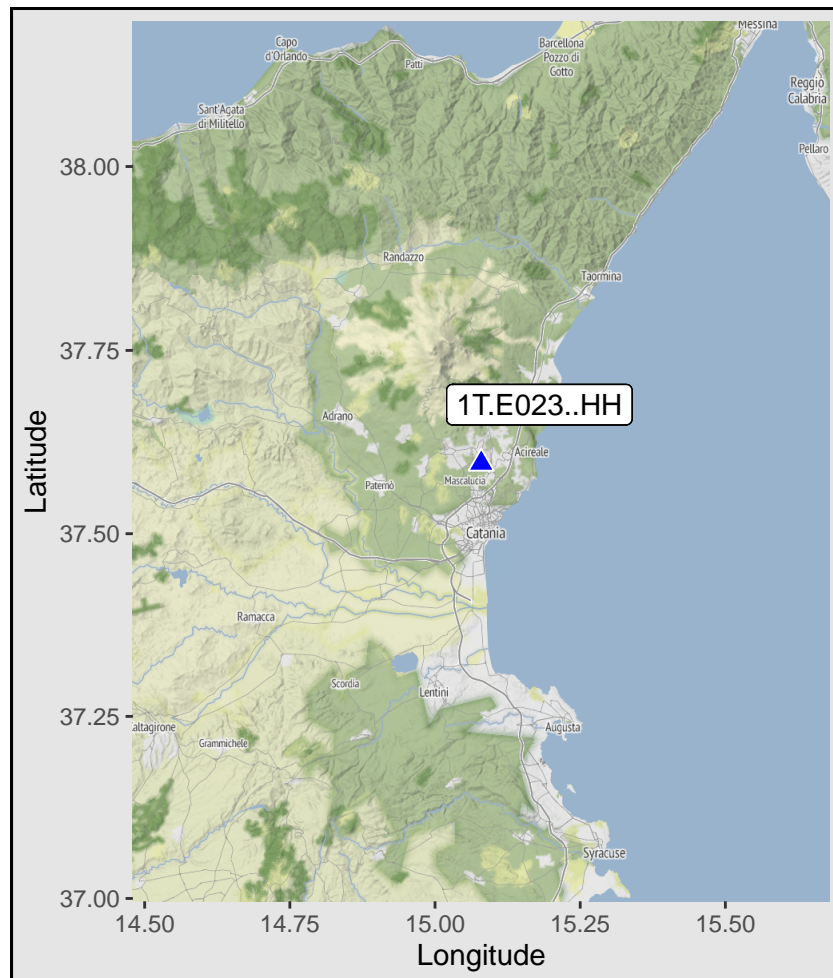 Messina
Capo
d'Orlando
Barcellona
Pozzo di
Gotto
Patti
Reggio
Calabria
Sant'Agata
di Militello
Pellaro
38.00
Randazzo
Taormina
37.75
1T.E023..HH
Adrano
Acireale
Mascalucia
Paternò
Latitude
37.50
Catania
Ramacca
Scordia
Lentini
37.25
altagirone
Augusta
Grammichele
Syracuse
37.00
14.50
14.75
15.00
15.25
15.50
Longitude